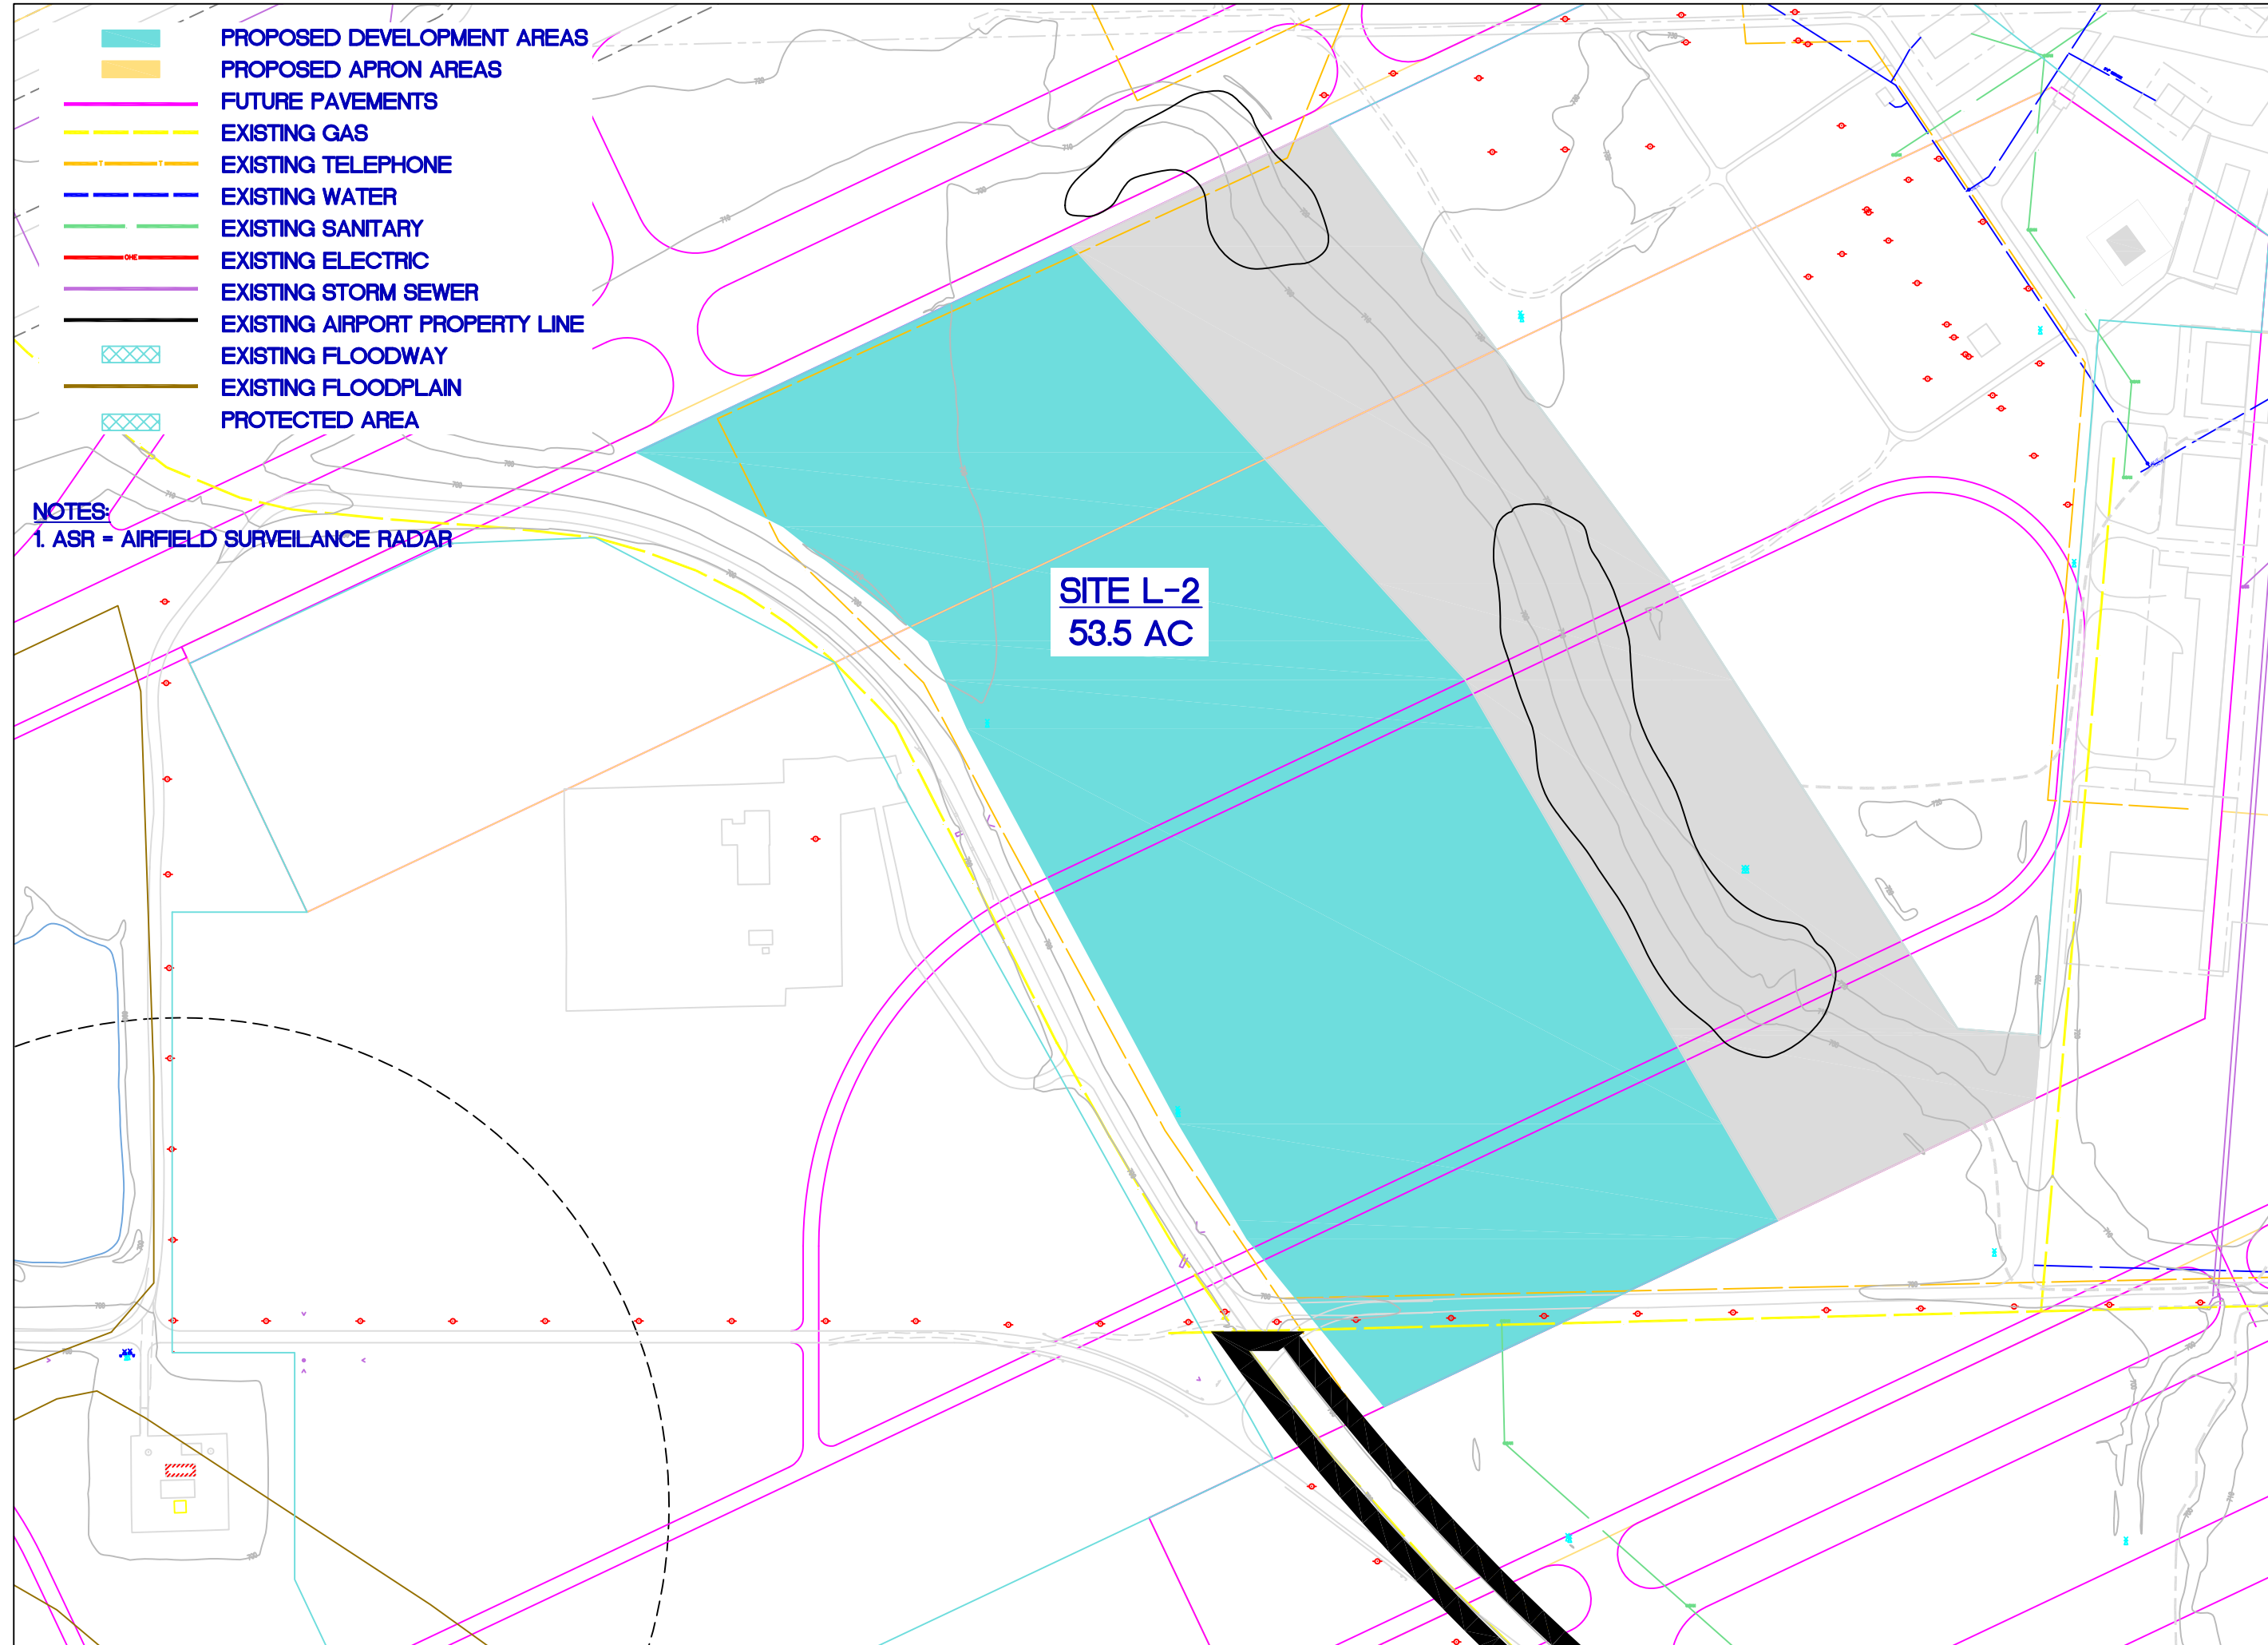 PROPOSED DEVELOPMENT AREAS
PROPOSED APRON AREAS
FUTURE PAVEMENTS
EXISTING GAS
T T
EXISTING TELEPHONE
EXISTING WATER
EXISTING SANITARY
OHE
EXISTING ELECTRIC
EXISTING STORM SEWER
EXISTING AIRPORT PROPERTY LINE
EXISTING FLOODWAY
EXISTING FLOODPLAIN
PROTECTED AREA
NOTES:
1. ASR = AIRFIELD SURVEILANCE RADAR
SITE L-2
53.5 AC